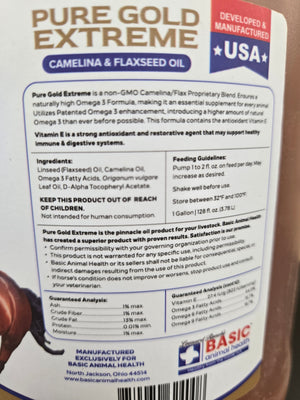 PURE GOLD
EXTREME
CAMELINA & FLAXSEED OIL
DEVELOPED &
MANUFACTURED
USA
Pure Gold Extreme is a non-GMO Camelina/Flax Proprietary Blend. Ensures a
naturally high Omega 3 Formula, making it an essential supplement for every animal
Utilizes Patented Omega 3 enhancement, introducing a higher amount of natural
Omega 3 than ever before possible. This formula contains the antioxidant Vitamin E.
Vitamin E is a strong antioxidant and restorative agent that may support healthy
immune & digestive systems.
Ingredients:
Linseed (Flaxseed) Oil, Camelina Oil,
Omega 3 Fatty Acids, Origanum vulgare
Leaf Oil, D-Alpha Tocopheryl Acetate.
KEEP THIS PRODUCT OUT OF REACH
OF CHILDREN.
Not intended for human consumption.
Feeding Guidelines:
Pump 1 to 2 fl. oz. on feed per day. May
increase as desired.
Shake well before use.
Store between 32°F and 100°F.
1 Gallon | 128 fl. oz. (3.78 L)
Pure Gold Extreme is the pinnacle oil product for your livestock. Basic Animal Health
has created a superior product with proven results. Satisfaction is our promise.
• Confirm permissibility with your governing organization prior to use.
• This product is not warranted for any specific use, including permissibility.
• Basic Animal Health or its sellers shall not be liable for consequences, direct or
indirect damages resulting from the use of this product.
• If horse's condition does not improve or worsens, stop product use and consult
your veterinarian.
Guaranteed Analysis:
Ash
1% max.
Crude Fiber
.1% max
Fat
13% max
Protein
0.01% min
Moisture
1% max.
Guaranteed Analysis
Vitamin E
Omega 3 Fatty Acids
Omega 6 Fatty Acids
Omega 9 Fatty Acids
MANUFACTURED
EXCLUSIVELY FOR
BASIC ANIMAL HEALTH
North Jackson, Ohio 44514
www.basicanimalhealth.com
BASIC
animal health